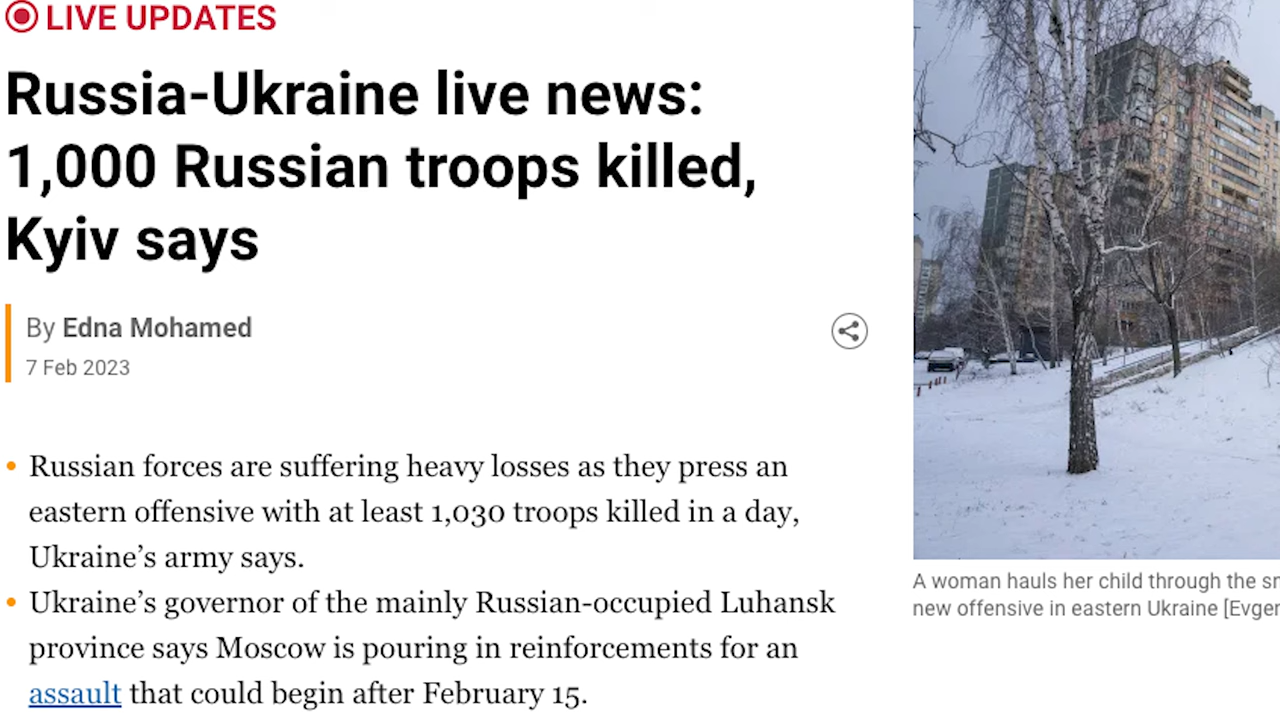 LIVE UPDATES
Russia-Ukraine live news:
1,000 Russian troops killed,
Kyiv says
By Edna Mohamed
7 Feb 2023
• Russian forces are suffering heavy losses as they press an
eastern offensive with at least 1,030 troops killed in a day,
Ukraine’s army says.
• Ukraine’s governor of the mainly Russian-occupied Luhansk
province says Moscow is pouring in reinforcements for an
assault that could begin after February 15.
A woman hauls her child through the
new offensive in eastern Ukraine